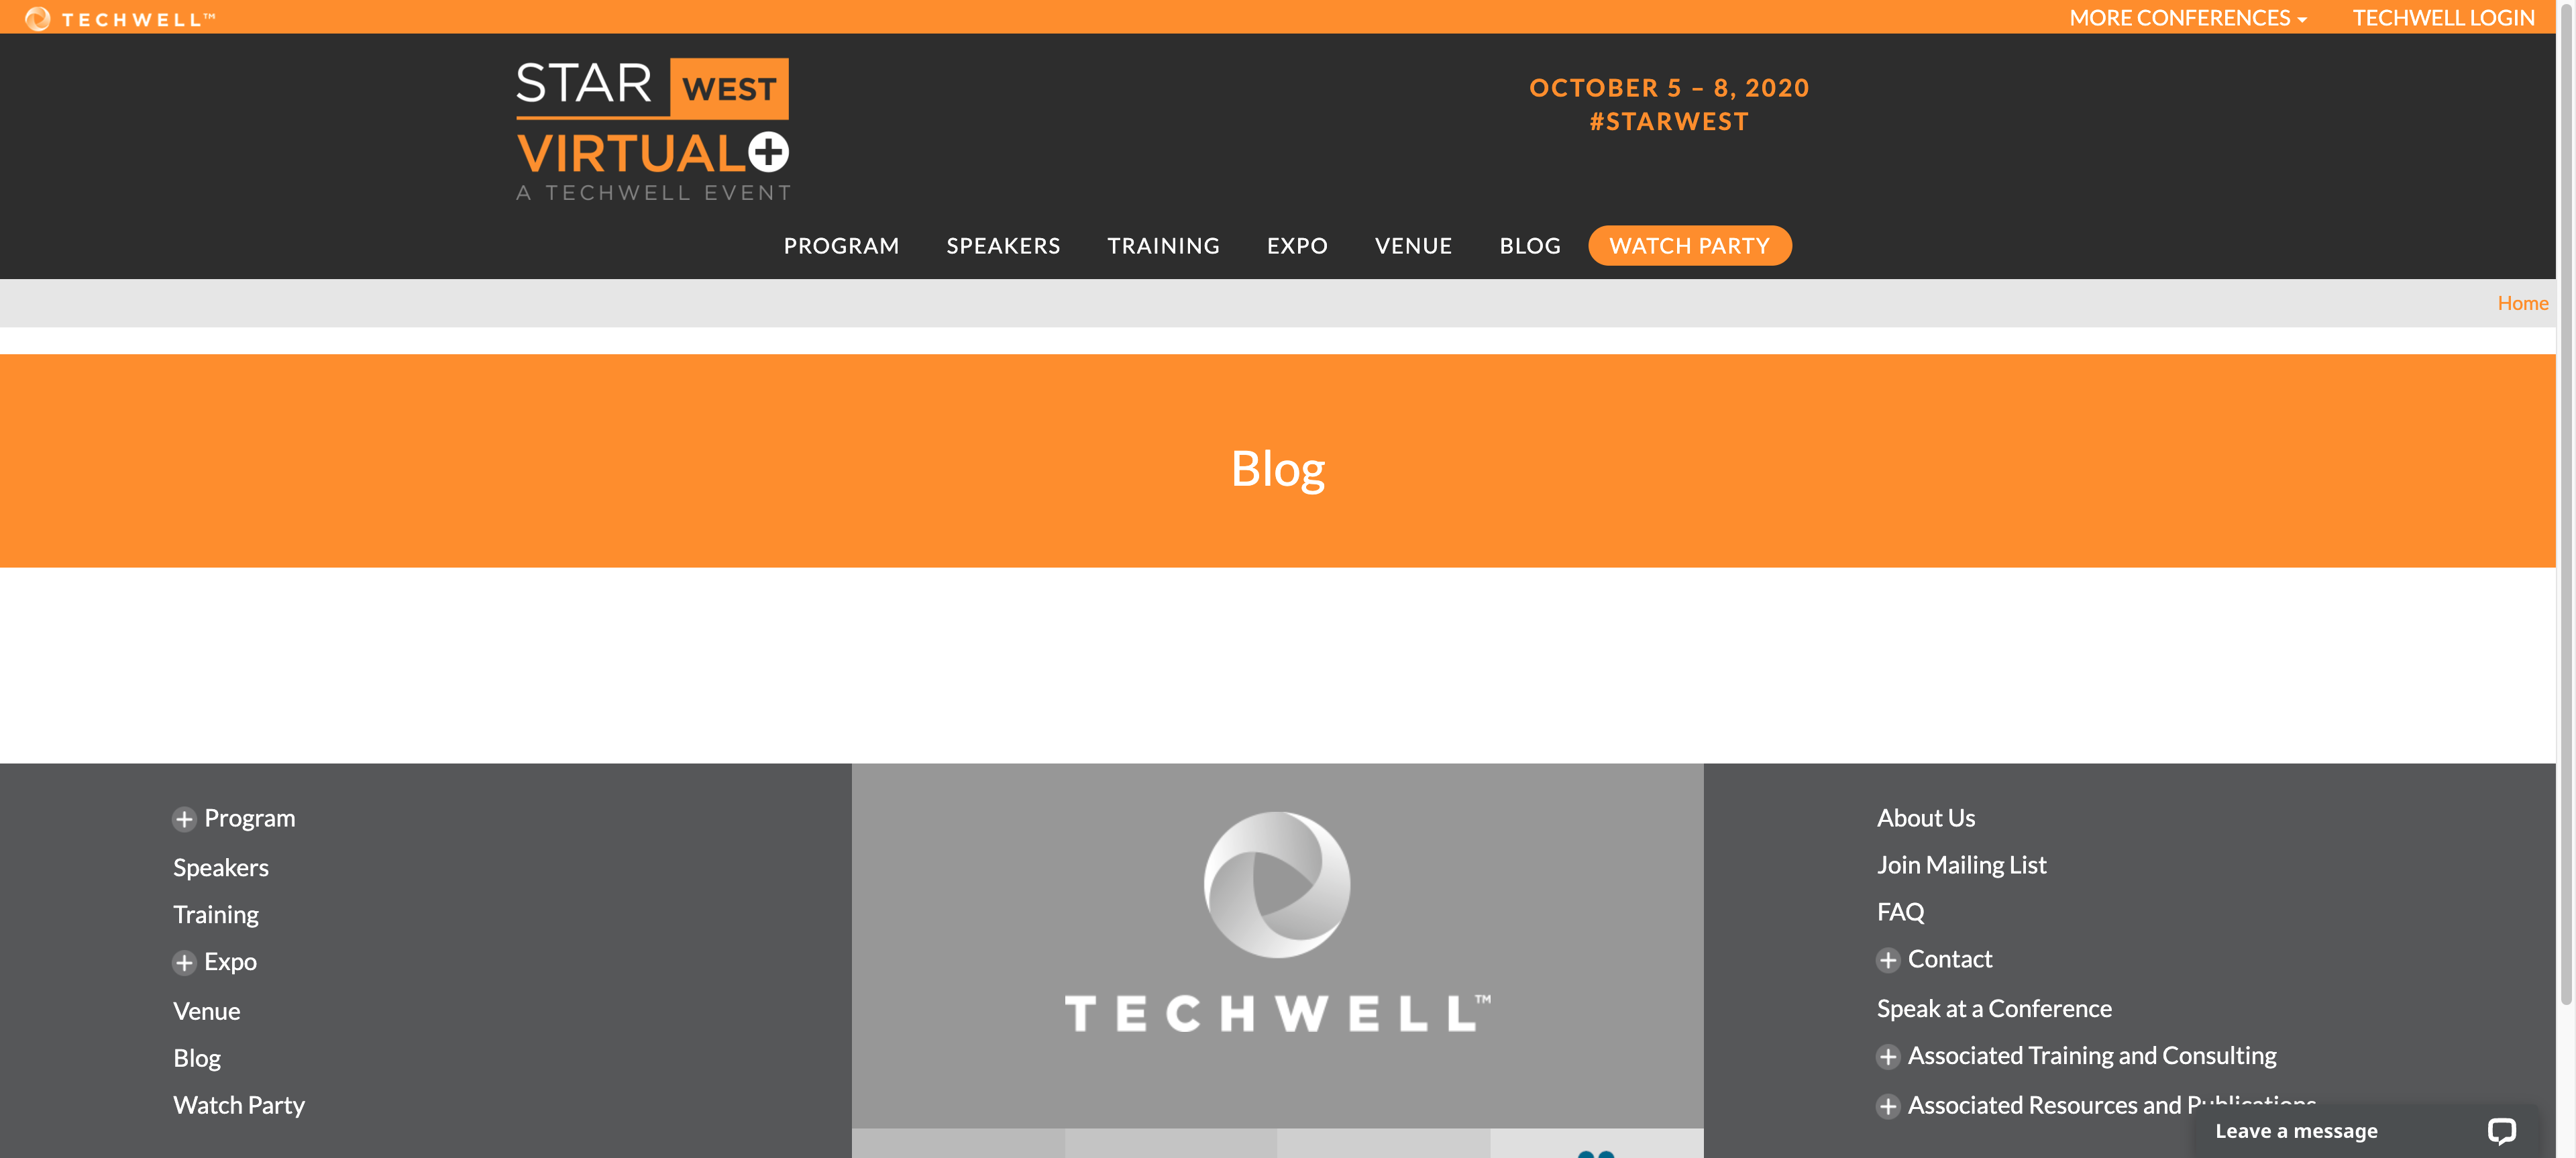 TECHWELL™
MORE CONFERENCES
TECHWELL LOGIN
STAR WEST
VIRTUAL+
A TECHWELL EVENT
OCTOBER 5 – 8, 2020
#STARWEST
PROGRAM SPEAKERS TRAINING EXPO VENUE BLOG WATCH PARTY
Home
Blog
Program
Speakers
Training
Expo
Venue
Blog
Watch Party
TECHWELL™
About Us
Join Mailing List
FAQ
Contact
Speak at a Conference
Associated Training and Consulting
Associated Resources and Publications
Leave a message